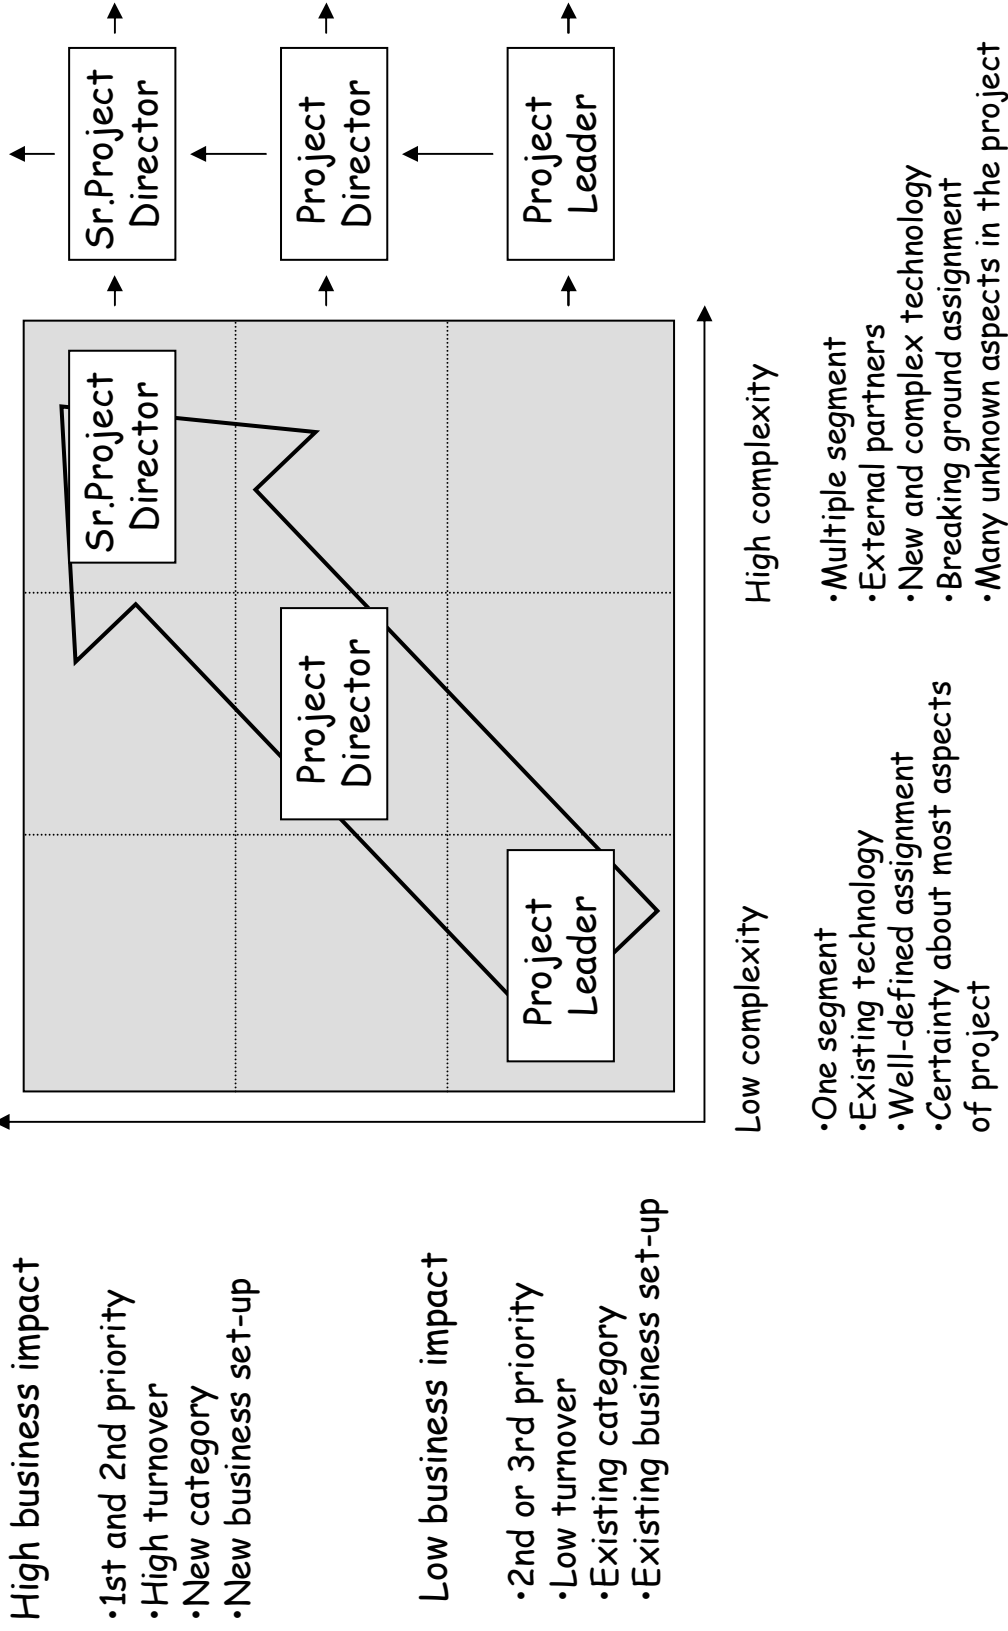 High business impact
•1st and 2nd priority
•High turnover
•New category
•New business set-up
Low business impact
•2nd or 3rd priority
•Low turnover
•Existing category
•Existing business set-up
Sr.Project
Director
Project
Director
Project
Leader
Sr.Project
Director
Project
Director
Project
Leader
Low complexity
•One segment
•Existing technology
•Well-defined assignment
•Certainty about most aspects
of project
High complexity
•Multiple segment
•External partners
•New and complex technology
•Breaking ground assignment
•Many unknown aspects in the project